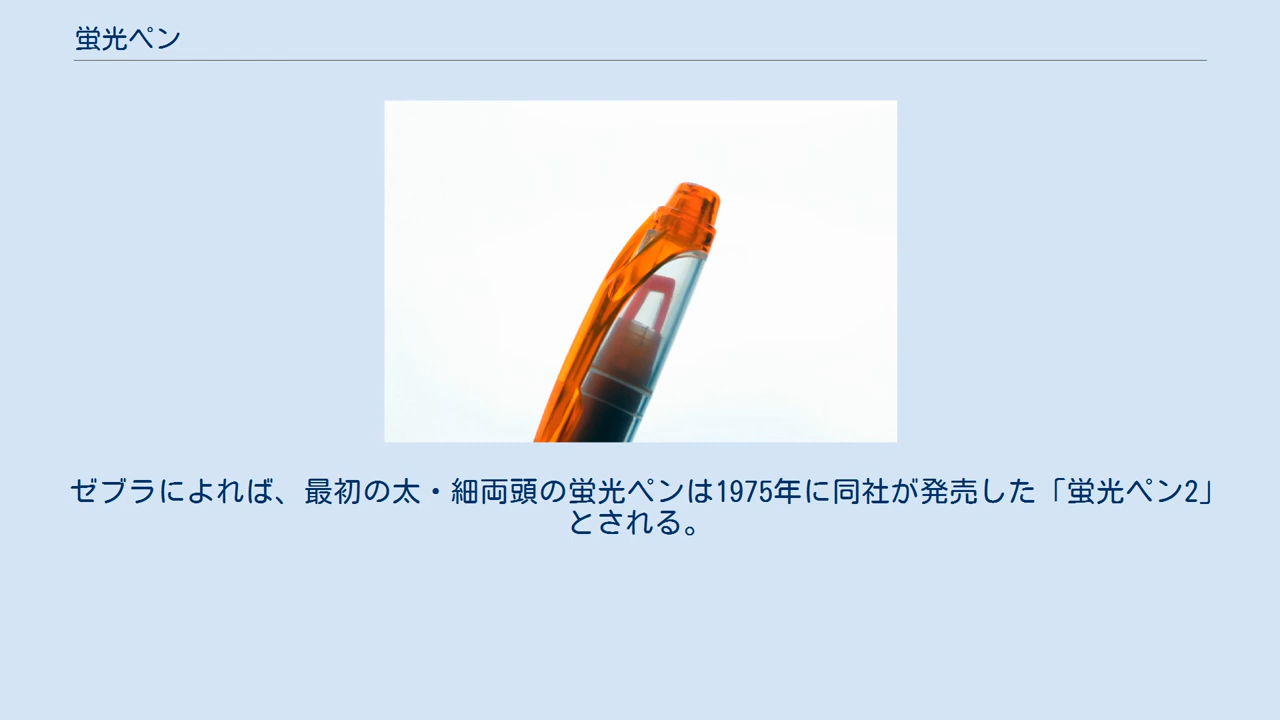 蛍光ペン
ゼブラによれば、最初の太・細両頭の蛍光ペンは1975年に同社が発売した「蛍光ペン2」
とされる。